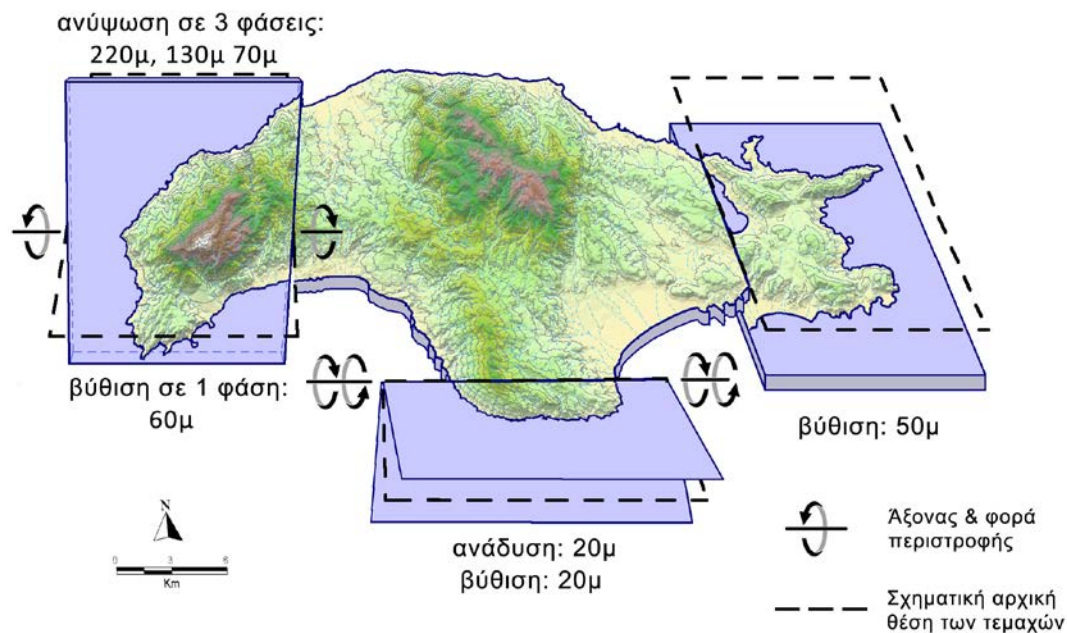 ανύψωση σε 3 φάσεις:
220μ, 130μ 70μ
βύθιση σε 1 φάση:
60μ
βύθιση: 50μ
ανάδυση: 20μ
βύθιση: 20μ
N
0 3 6
Km
Άξονας & φορά
περιστροφής
Σχηματική αρχική
θέση των τεμαχών